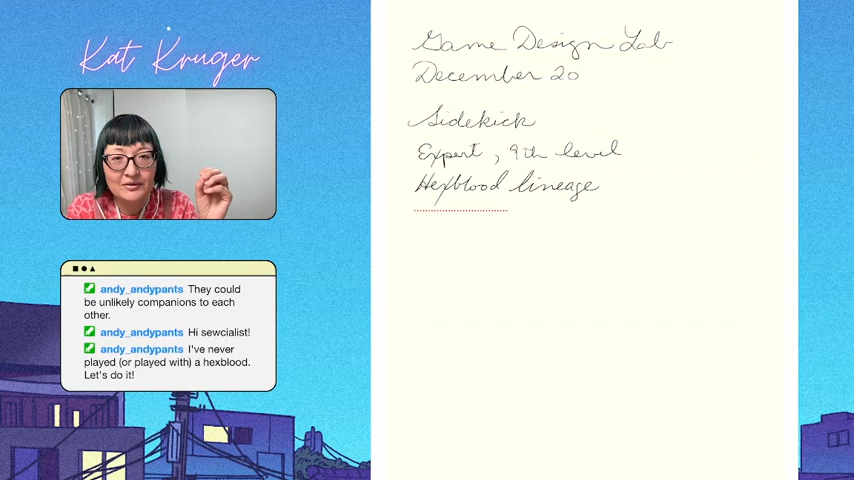 Kat Kruger
andy_andypants They could
be unlikely companions to each
other.
andy_andypants Hi sewcialist!
andy_andypants I've never
played (or played with) a hexblood.
Let's do it!
Game Design Lab
December 20
Sidekick
Expert, 9th level
Hexblood lineage